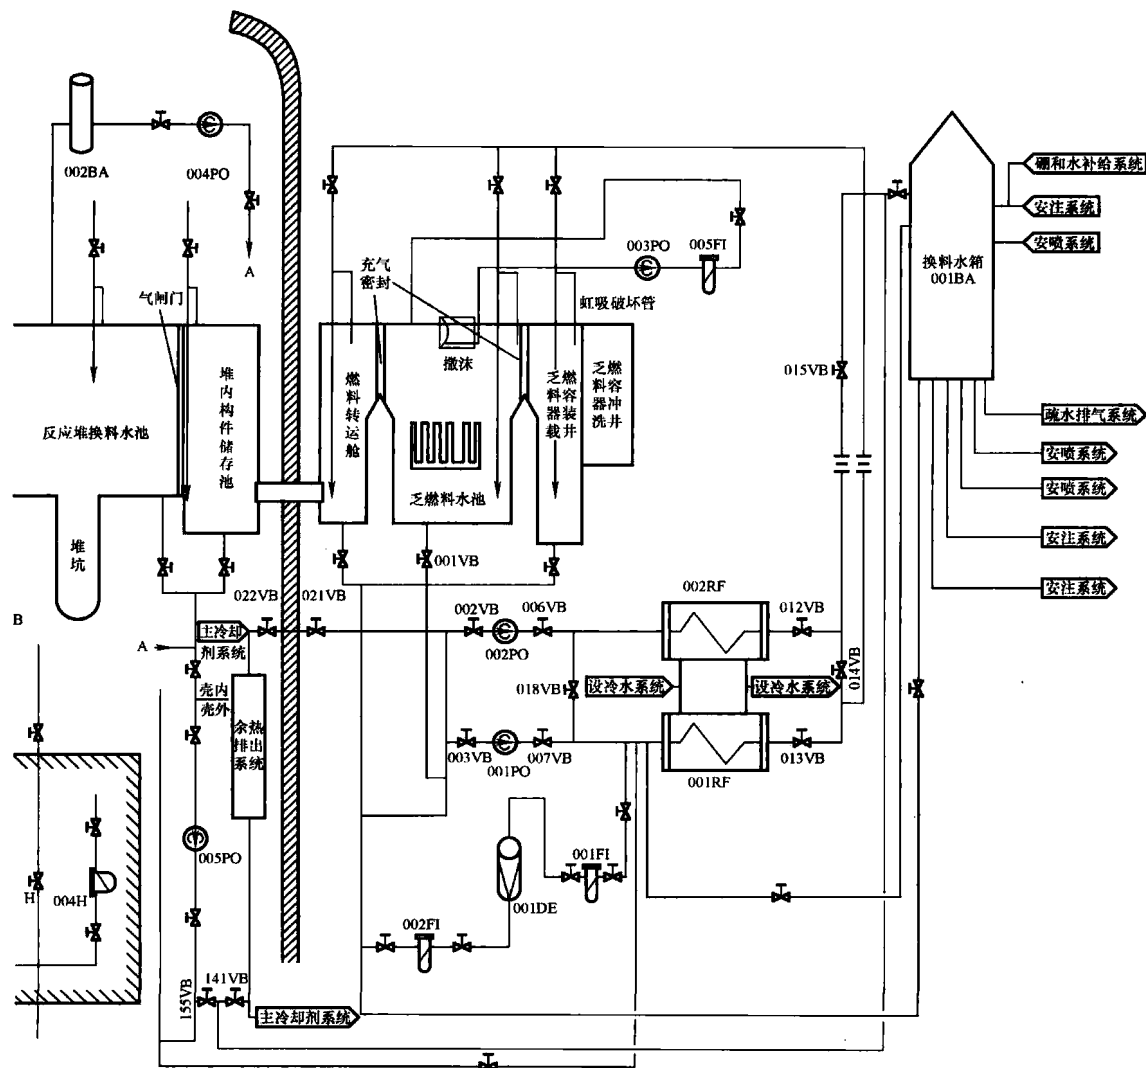 002BA
004PO
A
气闸门
反应堆换料水池
堆内构件储存池
堆坑
充气
密封
003PO
005FI
虹吸破坏管
撇沫
燃料转运舱
乏燃料水池
乏燃料容器装载井
乏燃料容器冲洗井
换料水箱
001BA
硼和水补给系统
安注系统
安喷系统
疏水排气系统
安喷系统
安喷系统
安注系统
安注系统
015VB
001VB
022VB
021VB
002VB
006VB
002PO
002RF
012VB
014VB
B
A
主冷却
剂系统
壳内
壳外
余热
排出
系统
018VB
设冷水系统
设冷水系统
003VB
007VB
001PO
001RF
013VB
005PO
H
004H
001DE
001FI
002FI
155VB
141VB
主冷却剂系统